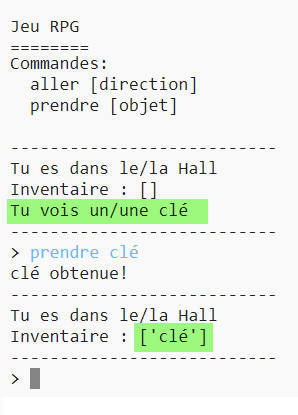 Jeu RPG
========
Commandes:
  aller [direction]
  prendre [objet]

---------------------------
Tu es dans le/la Hall
Inventaire : []
Tu vois un/une clé
---------------------------
> prendre clé
clé obtenue!
---------------------------
Tu es dans le/la Hall
Inventaire : ['clé']
---------------------------
>